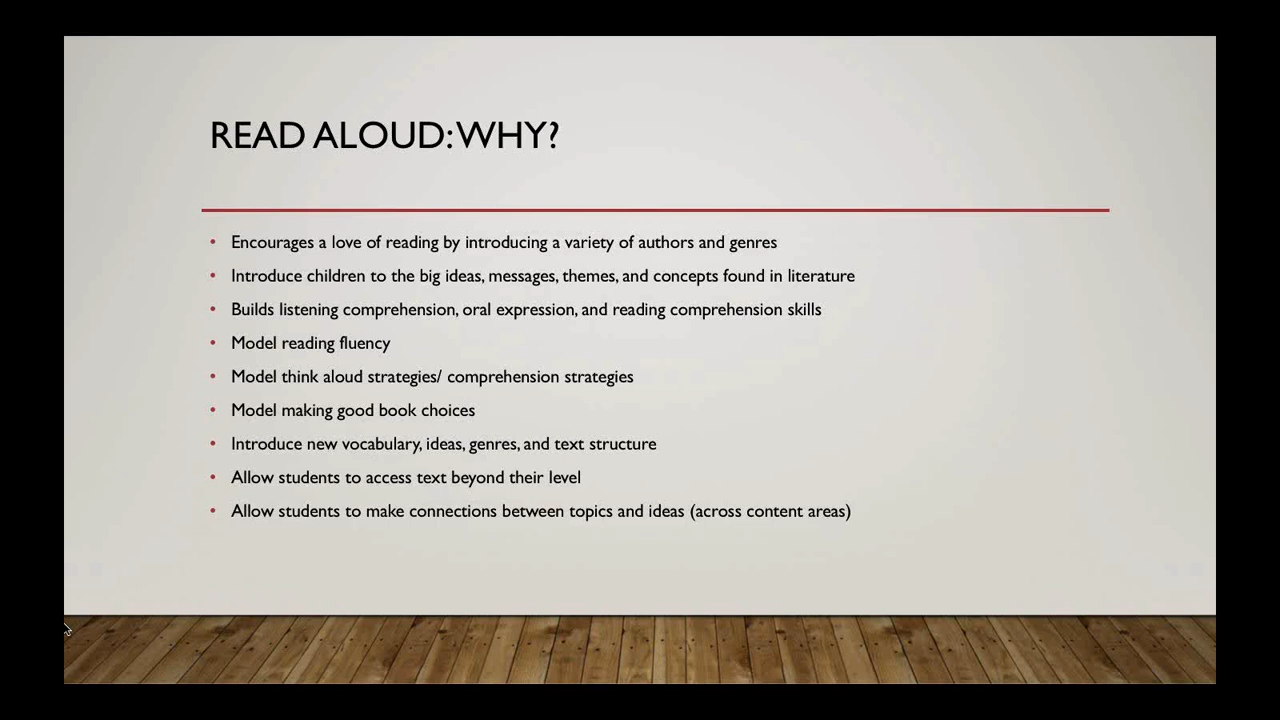 READ ALOUD: WHY?
• Encourages a love of reading by introducing a variety of authors and genres
• Introduce children to the big ideas, messages, themes, and concepts found in literature
• Builds listening comprehension, oral expression, and reading comprehension skills
• Model reading fluency
• Model think aloud strategies/ comprehension strategies
• Model making good book choices
• Introduce new vocabulary, ideas, genres, and text structure
• Allow students to access text beyond their level
• Allow students to make connections between topics and ideas (across content areas)